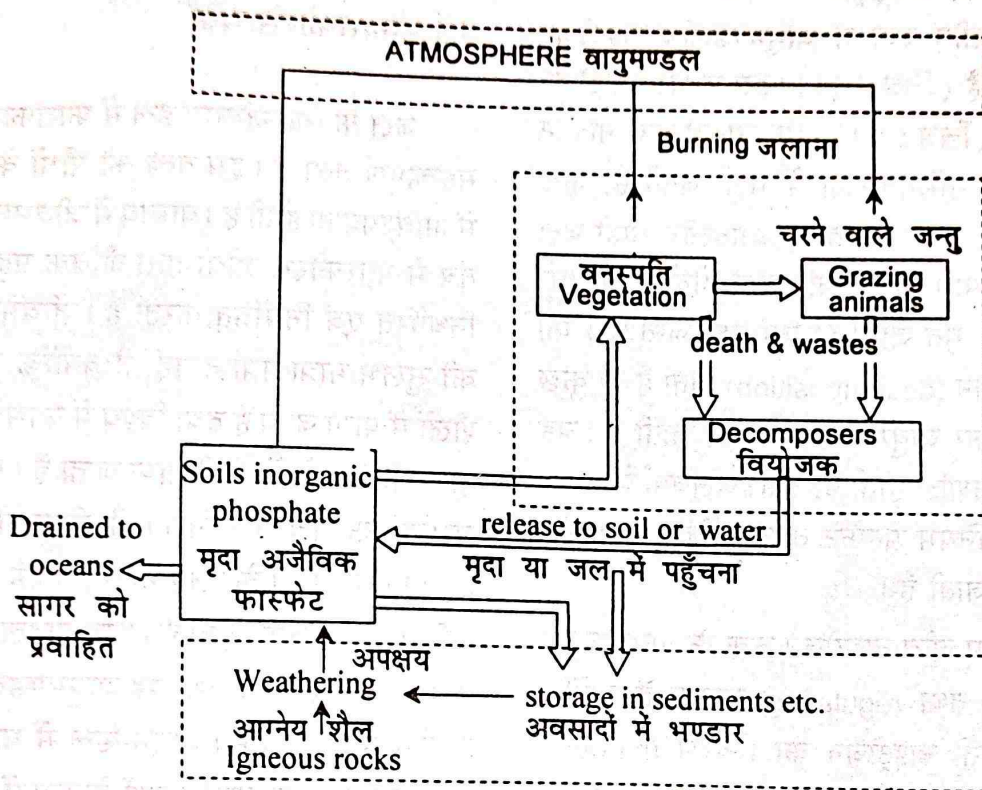 ATMOSPHERE वायुमण्डल
Burning जलाना
चरने वाले जन्तु
वनस्पति
Vegetation
Grazing
animals
death & wastes
Decomposers
वियोजक
Soils inorganic
phosphate
मृदा अजैविक
फास्फेट
release to soil or water
मृदा या जल में पहुँचना
Drained to
oceans
सागर को
प्रवाहित
अपक्षय
Weathering
आग्नेय शैल
Igneous rocks
storage in sediments etc.
अवसादों में भण्डार